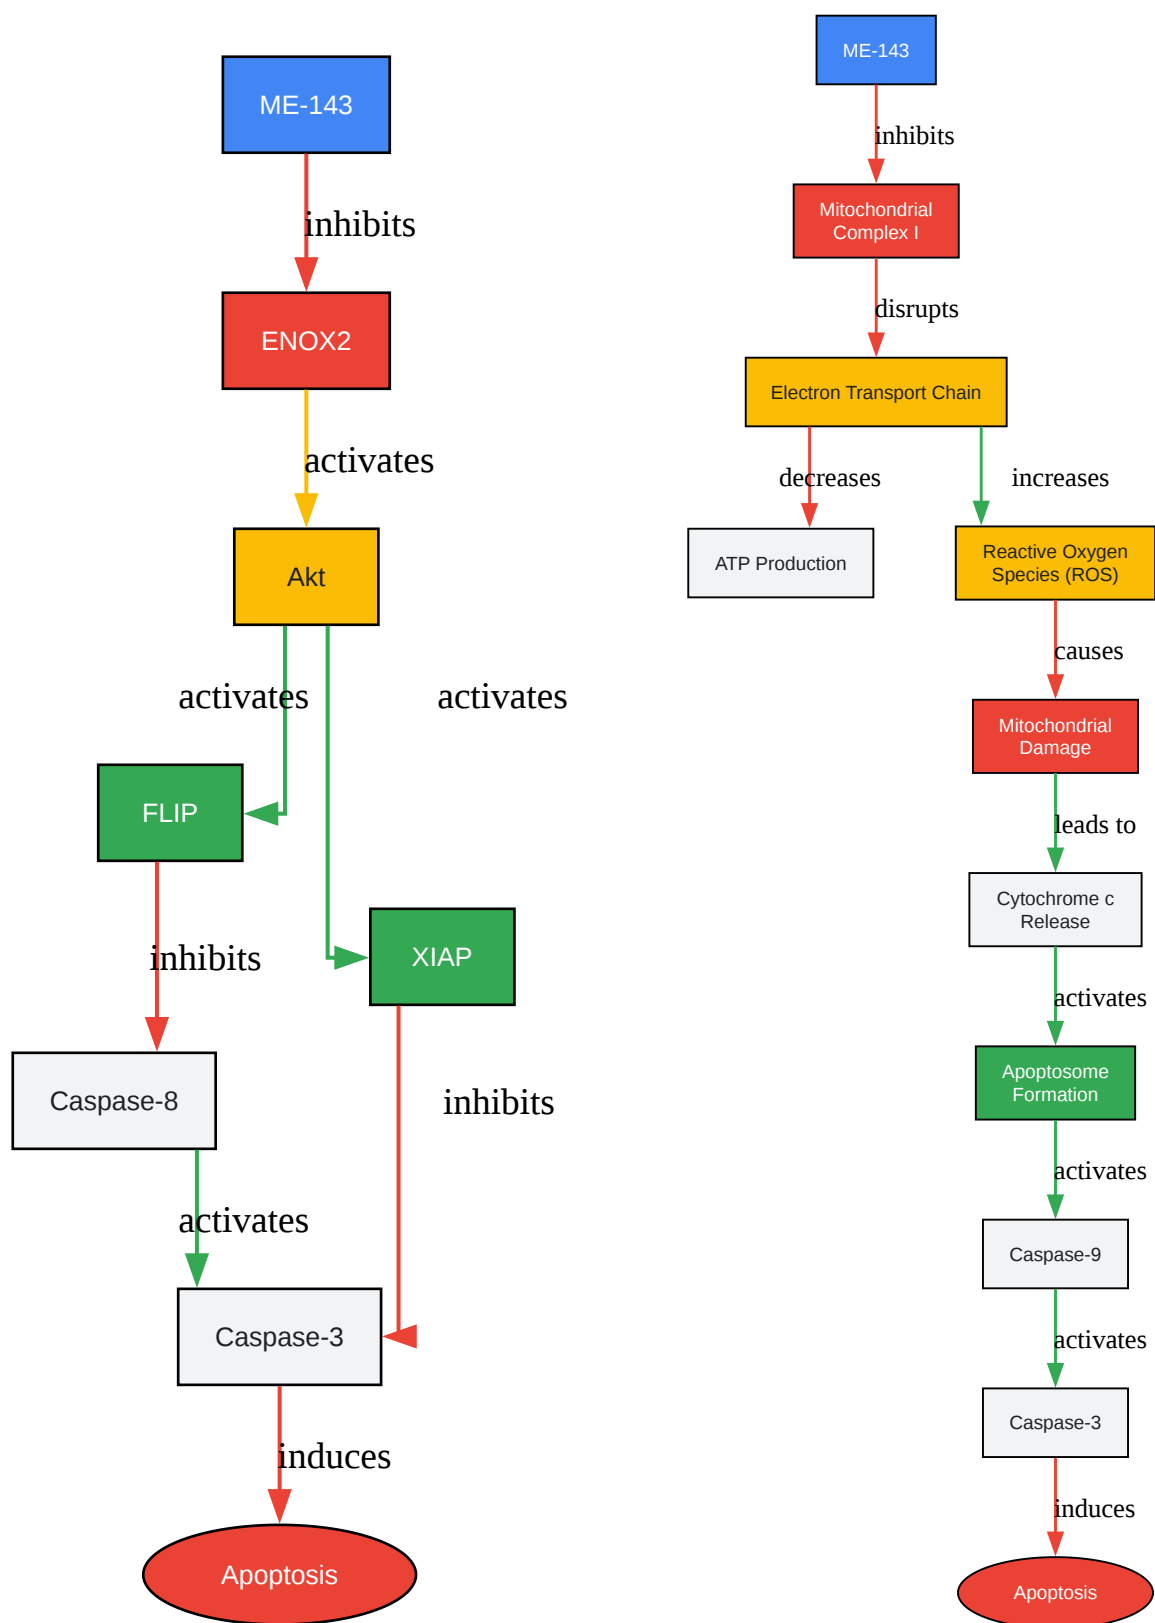 ME-143
inhibits
ENOX2
activates
Akt
activates
activates
FLIP
inhibits
XIAP
Caspase-8
inhibits
activates
Caspase-3
induces
Apoptosis
ME-143
inhibits
Mitochondrial
Complex I
disrupts
Electron Transport Chain
decreases
increases
ATP Production
Reactive Oxygen
Species (ROS)
causes
Mitochondrial
Damage
leads to
Cytochrome c
Release
activates
Apoptosome
Formation
activates
Caspase-9
activates
Caspase-3
induces
Apoptosis